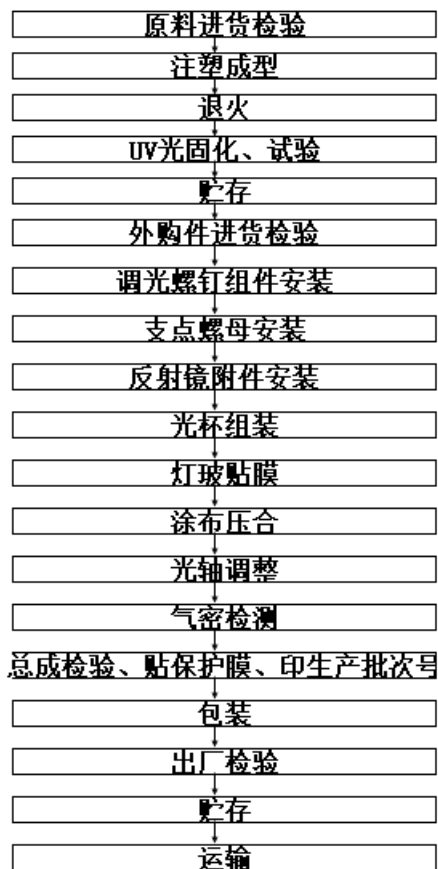 原料进货检验
注塑成型
退火
UV光固化、试验
贮存
外购件进货检验
调光螺钉组件安装
支点螺母安装
反射镜附件安装
光杯组装
灯玻贴膜
涂布压合
光轴调整
气密检测
总成检验、贴保护膜、印生产批次号
包装
出厂检验
贮存
运输